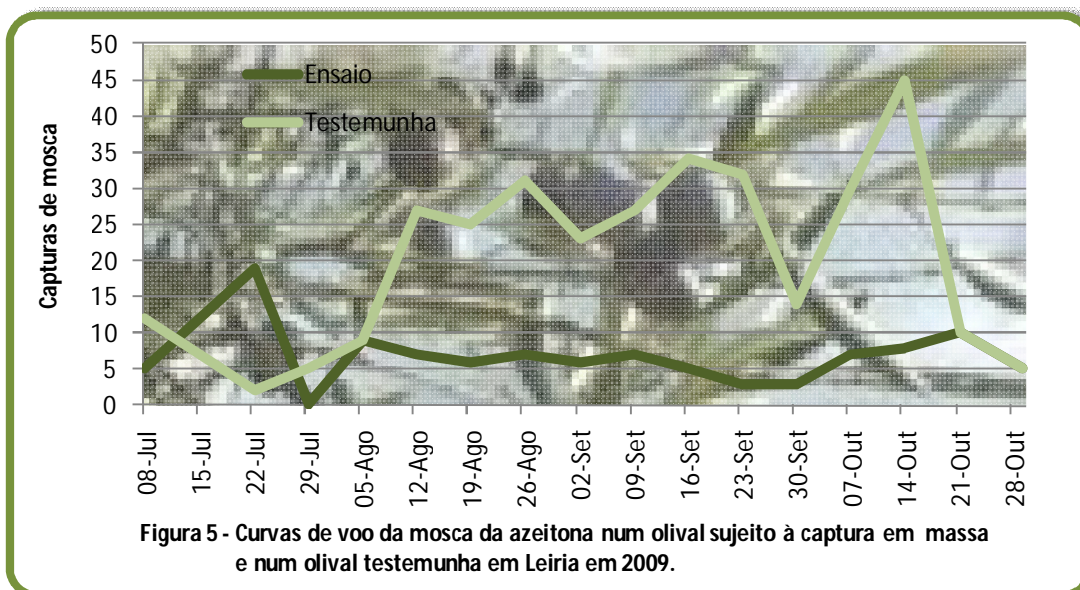 50
45
40
35
30
25
20
15
10
5
0
Capturas de mosca
Ensaio
Testemunha
08-Jul
15-Jul
22-Jul
29-Jul
05-Ago
12-Ago
19-Ago
26-Ago
02-Set
09-Set
16-Set
23-Set
30-Set
07-Out
14-Out
21-Out
28-Out
Figura 5 - Curvas de voo da mosca da azeitona num olival sujeito à captura em massa
e num olival testemunha em Leiria em 2009.